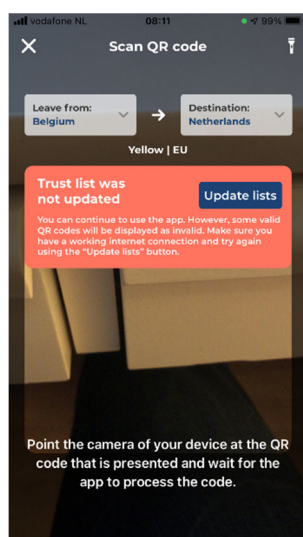 vodafone NL 08:11 99%
Scan QR code
Leave from: Destination:
Belgium → Netherlands
Yellow | EU
Trust list was
not updated
Update lists
You can continue to use the app. However, some valid
QR codes will be displayed as invalid. Make sure you
have a working internet connection and try again
using the "Update lists" button.
Point the camera of your device at the QR
code that is presented and wait for the
app to process the code.